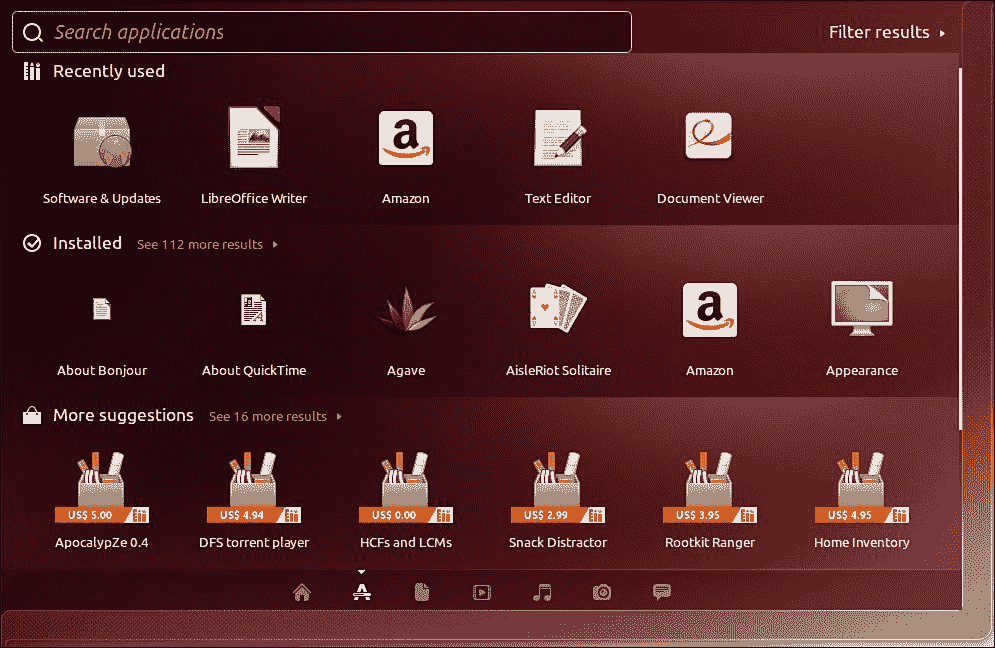 Search applications
Filter results
Recently used
Software & Updates
LibreOffice Writer
a
Amazon
Text Editor
Document Viewer
Installed
See 112 more results
About Bonjour
About QuickTime
Agave
AisleRiot Solitaire
a
Amazon
Appearance
More suggestions
See 16 more results
US$ 5.00
US$ 4.94
US$ 0.00
US$ 2.99
US$ 3.95
US$ 4.95
ApocalypZe 0.4
DFS torrent player
HCFs and LCMs
Snack Distractor
Rootkit Ranger
Home Inventory